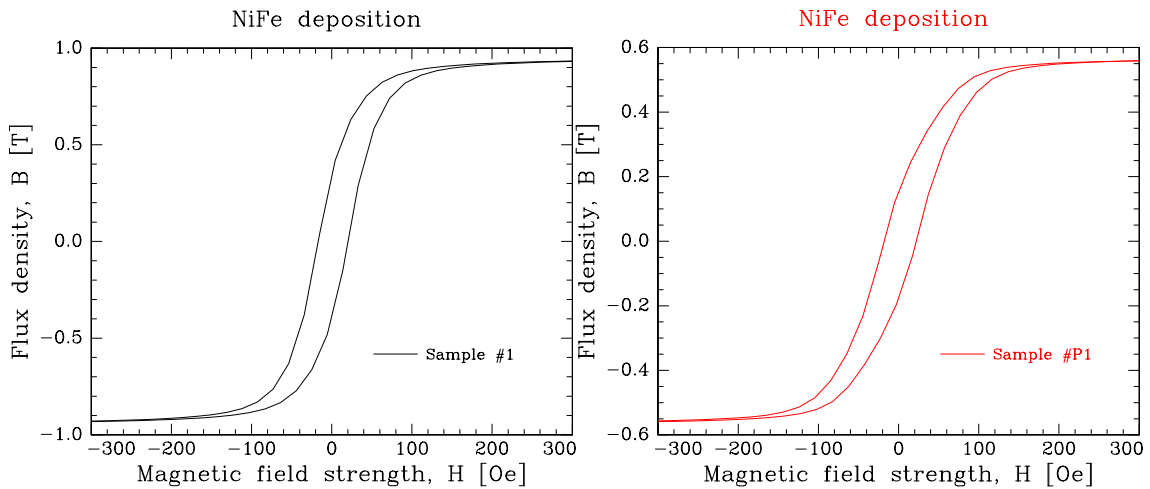 NiFe deposition
1.0
0.5
0.0
−0.5
−1.0
Flux density, B [T]
Sample #1
−300 −200 −100 0 100 200 300
Magnetic field strength, H [Oe]
NiFe deposition
0.6
0.4
0.2
0.0
−0.2
−0.4
−0.6
Flux density, B [T]
Sample #P1
−300 −200 −100 0 100 200 300
Magnetic field strength, H [Oe]